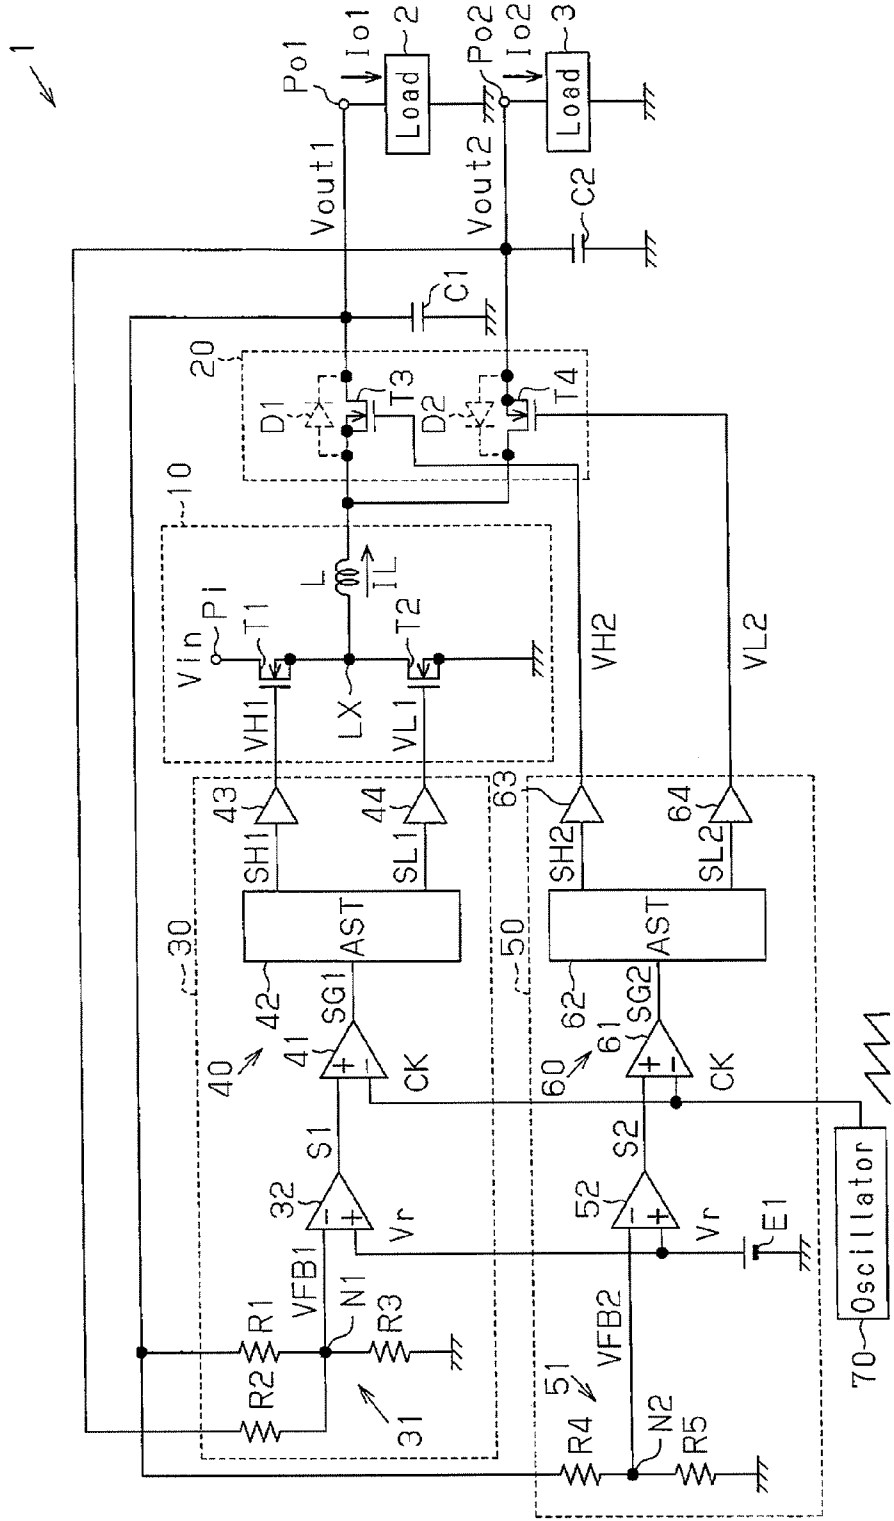 1
Po1
Io1
2
Load
Vout1
Po2
Io2
3
Load
Vout2
C2
C1
20
D1
T3
D2
T4
10
Vin
Pi
T1
L
IL
T2
LX
VH1
VL1
VH2
VL2
43
44
63
64
SH1
SL1
SH2
SL2
30
AST
42
50
AST
62
SG1
SG2
40
41
CK
60
61
CK
S1
S2
32
Vr
52
Vr
E1
Oscillator
70
VFB1
N1
R1
R2
R3
31
VFB2
51
R4
N2
R5
+
−
+
−
−
+
−
+